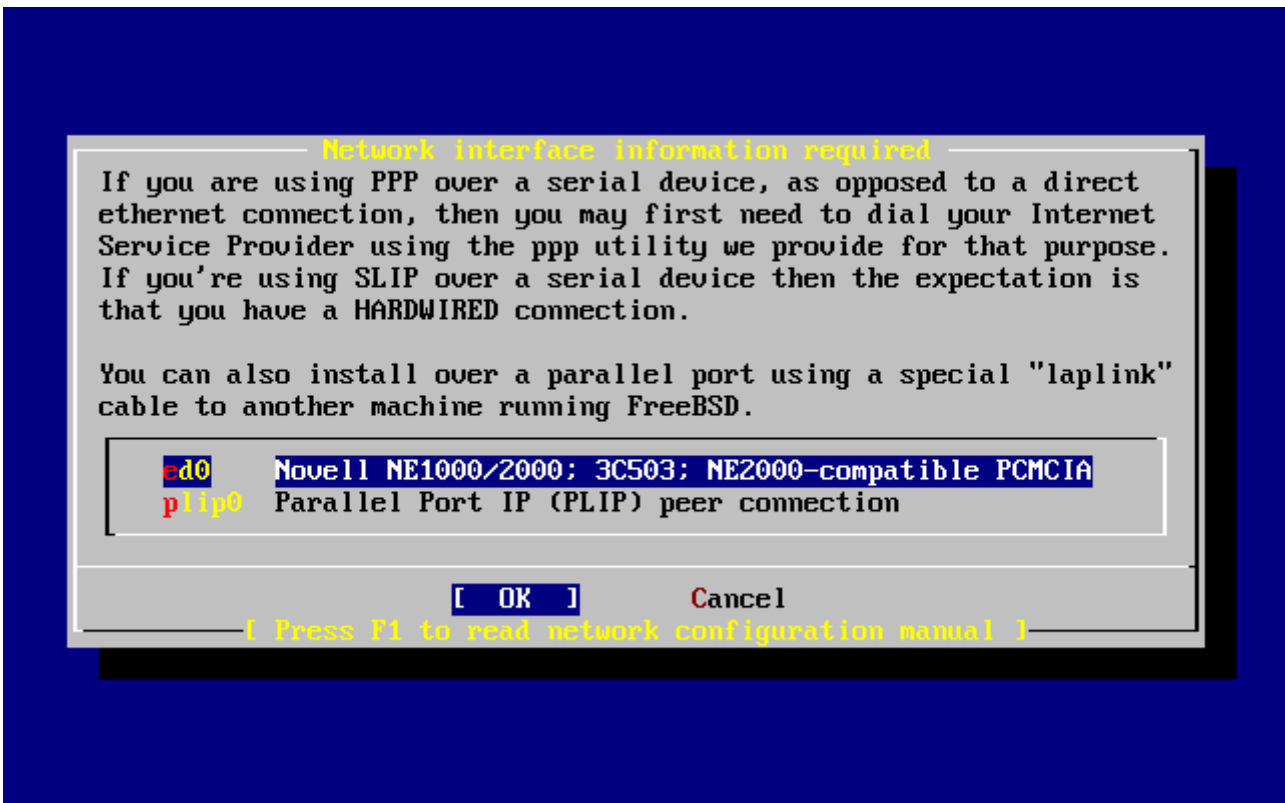 Network interface information required
If you are using PPP over a serial device, as opposed to a direct
ethernet connection, then you may first need to dial your Internet
Service Provider using the ppp utility we provide for that purpose.
If you're using SLIP over a serial device then the expectation is
that you have a HARDWIRED connection.
You can also install over a parallel port using a special "laplink"
cable to another machine running FreeBSD.
ed0 Novell NE1000/2000; 3C503; NE2000-compatible PCMCIA
plip0 Parallel Port IP (PLIP) peer connection
[ OK ] Cancel
[ Press F1 to read network configuration manual ]